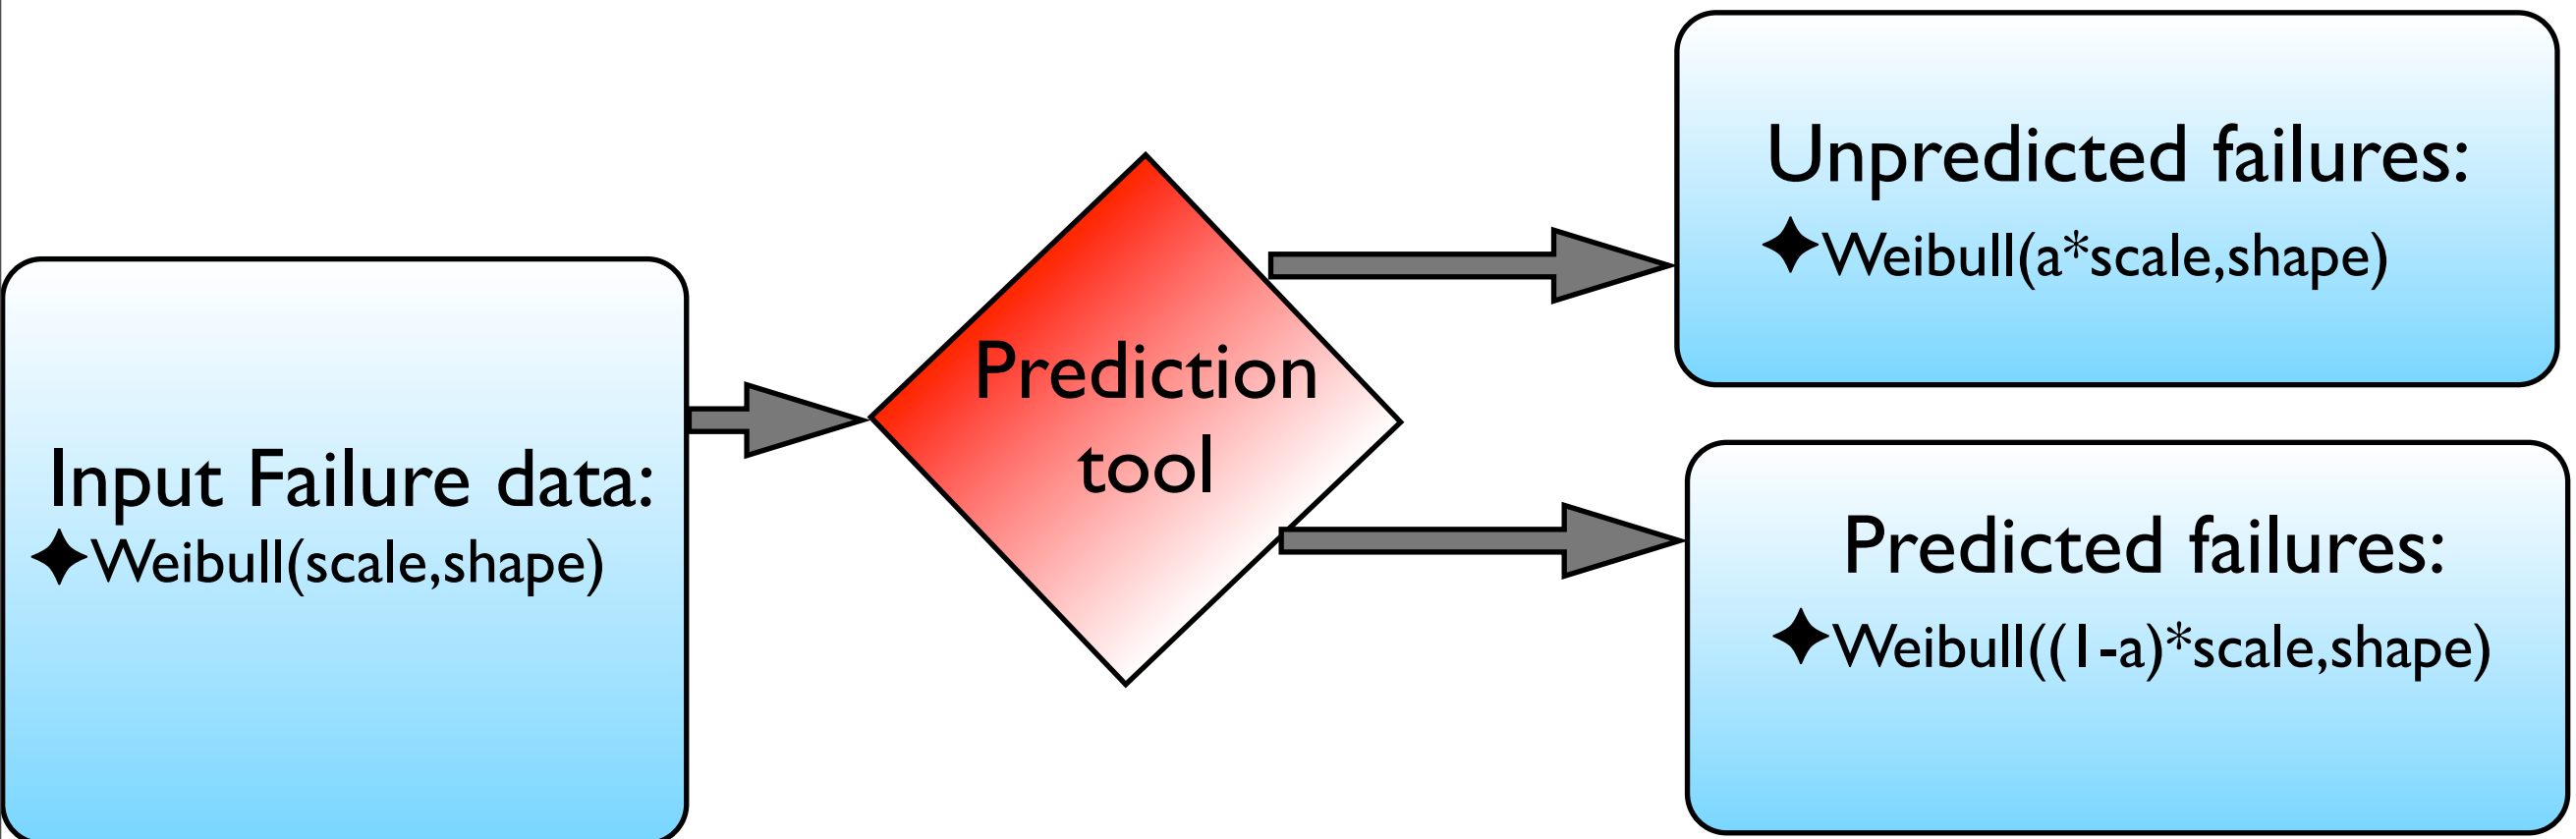 Input Failure data:
✦Weibull(scale,shape)
Prediction
tool
Unpredicted failures:
✦Weibull(a*scale,shape)
Predicted failures:
✦Weibull((1-a)*scale,shape)